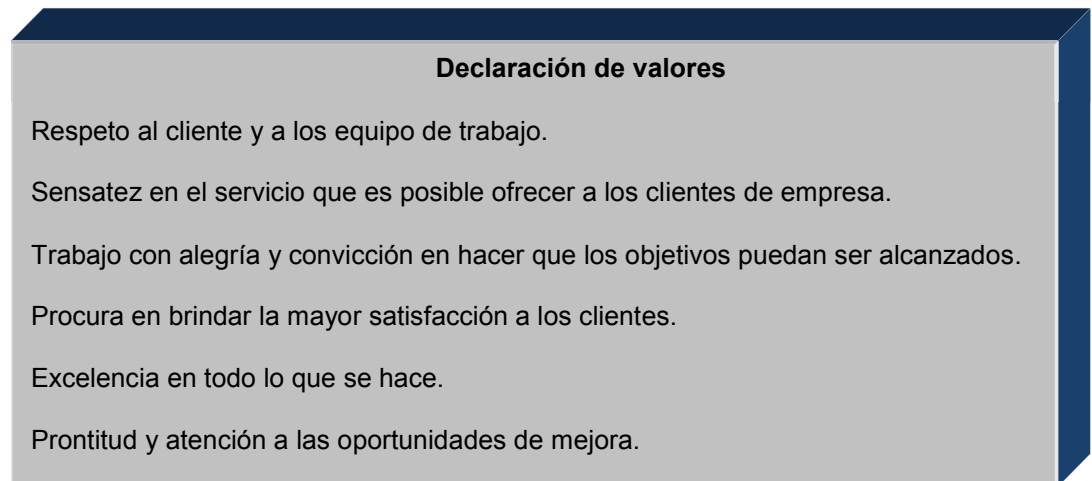 Declaración de valores
Respeto al cliente y a los equipo de trabajo.
Sensatez en el servicio que es posible ofrecer a los clientes de empresa.
Trabajo con alegría y convicción en hacer que los objetivos puedan ser alcanzados.
Procura en brindar la mayor satisfacción a los clientes.
Excelencia en todo lo que se hace.
Prontitud y atención a las oportunidades de mejora.